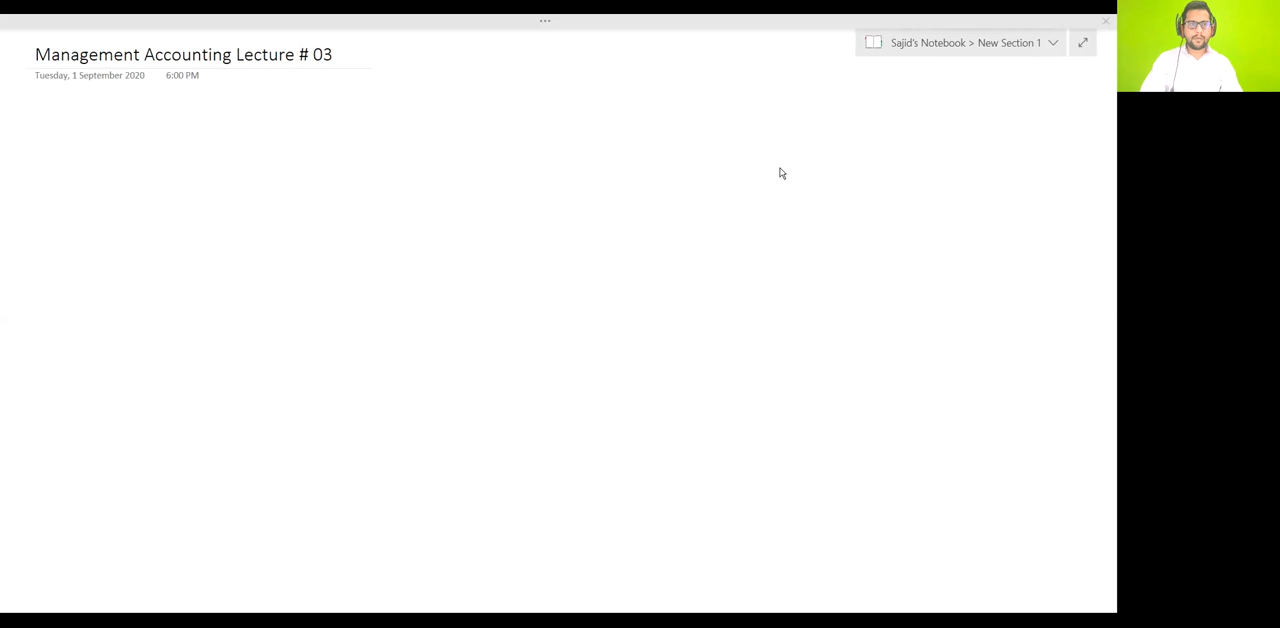 Management Accounting Lecture # 03
Sajid's Notebook > New Section 1
Tuesday, 1 September 2020 6:00 PM